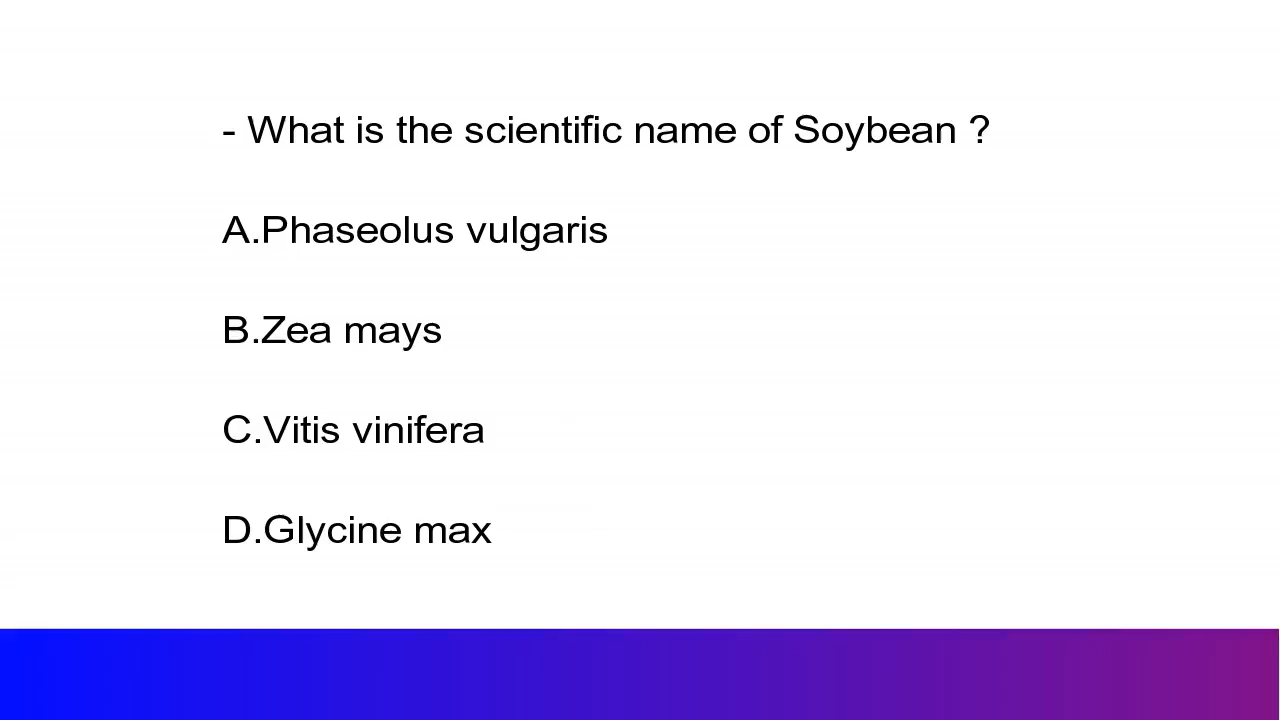 - What is the scientific name of Soybean ?
A.Phaseolus vulgaris
B.Zea mays
C.Vitis vinifera
D.Glycine max